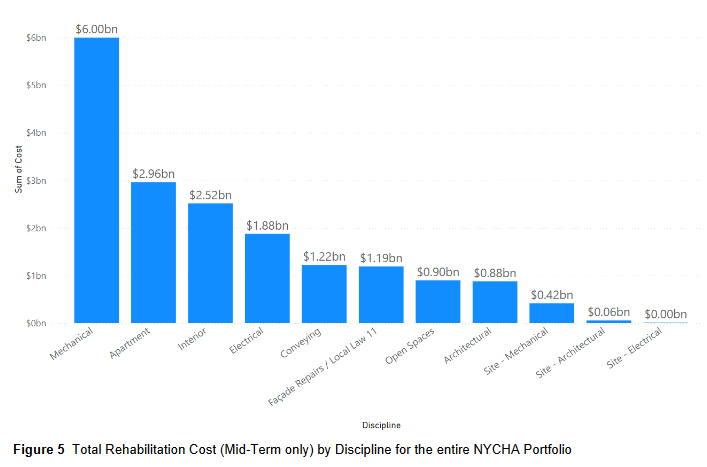 $6.00bn
$6bn
$5bn
$4bn
$3bn
$2bn
$1bn
$0bn
Sum of Cost
$2.96bn
$2.52bn
$1.88bn
$1.22bn
$1.19bn
$0.90bn
$0.88bn
$0.42bn
$0.06bn
$0.00bn
Mechanical
Apartment
Interior
Electrical
Conveying
Façade Repairs / Local Law 11
Open Spaces
Architectural
Site - Mechanical
Site - Architectural
Site - Electrical
Discipline
Figure 5 Total Rehabilitation Cost (Mid-Term only) by Discipline for the entire NYCHA Portfolio